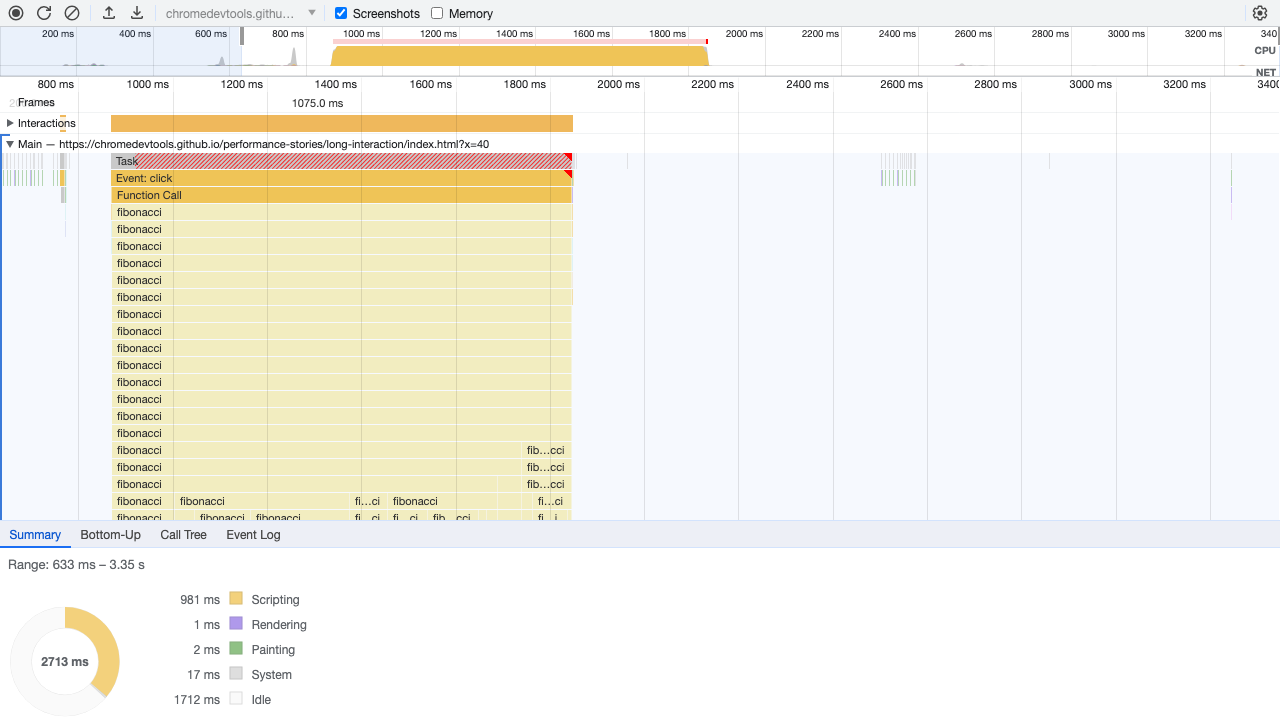 chromedevtools.githu… Screenshots Memory
200 ms 400 ms 600 ms 800 ms 1000 ms 1200 ms 1400 ms 1600 ms 1800 ms 2000 ms 2200 ms 2400 ms 2600 ms 2800 ms 3000 ms 3200 ms 340
CPU
NET
800 ms 1000 ms 1200 ms 1400 ms 1600 ms 1800 ms 2000 ms 2200 ms 2400 ms 2600 ms 2800 ms 3000 ms 3200 ms 340
Frames 1075.0 ms
Interactions
Main — https://chromedevtools.github.io/performance-stories/long-interaction/index.html?x=40
Task
Event: click
Function Call
fibonacci
fibonacci
fibonacci
fibonacci
fibonacci
fibonacci
fibonacci
fibonacci
fibonacci
fibonacci
fibonacci
fibonacci
fibonacci
fibonacci
fibonacci fib…cci
fibonacci fib…cci
fibonacci fib…cci
fibonacci fibonacci fi…ci fibonacci fi…ci
fibonacci fibonacci fibonacci fi…ci fi…ci fib…cci fi…i
Summary Bottom-Up Call Tree Event Log
Range: 633 ms – 3.35 s
2713 ms
981 ms Scripting
1 ms Rendering
2 ms Painting
17 ms System
1712 ms Idle